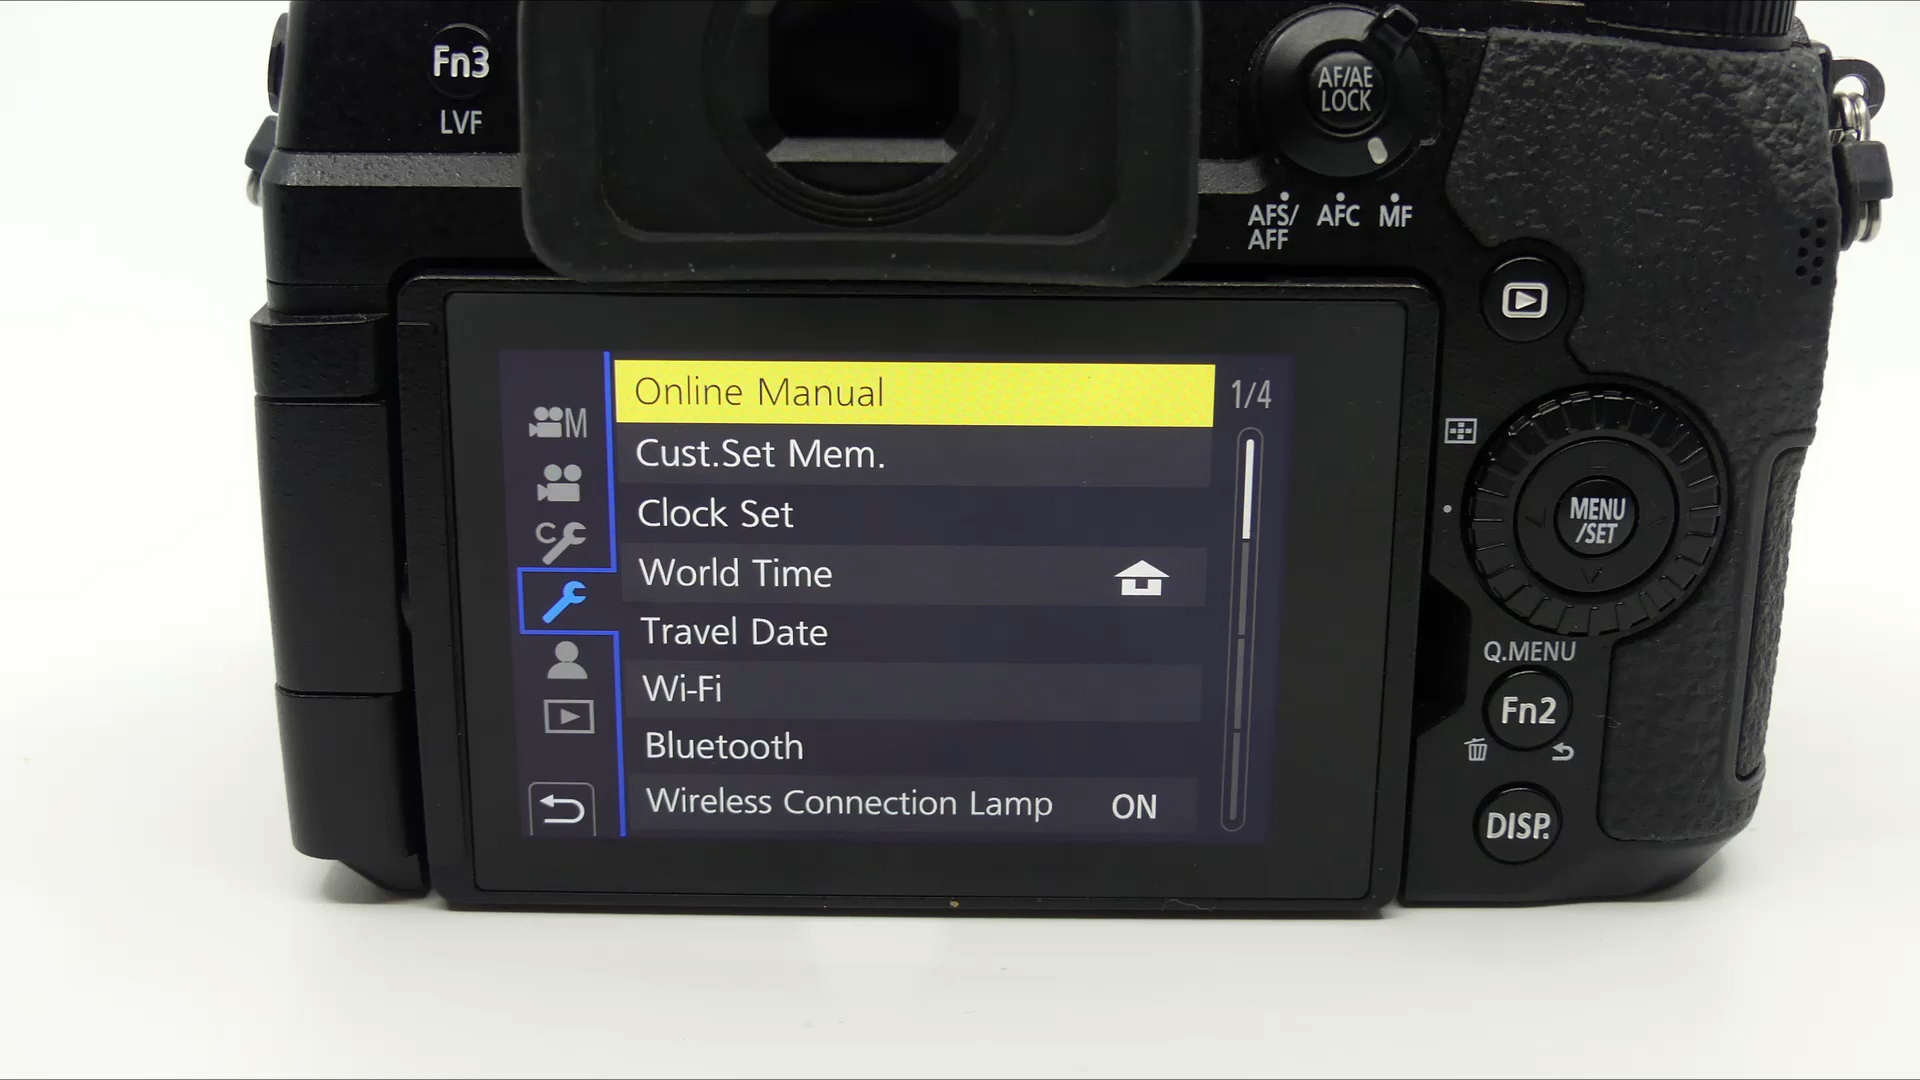 Fn3
LVF
AF/AE
LOCK
AFS/
AFF
AFC
MF
Online Manual
1/4
M
Cust.Set Mem.
Clock Set
C
World Time
Travel Date
Wi-Fi
Bluetooth
Wireless Connection Lamp ON
MENU
/SET
Q.MENU
Fn2
DISP.